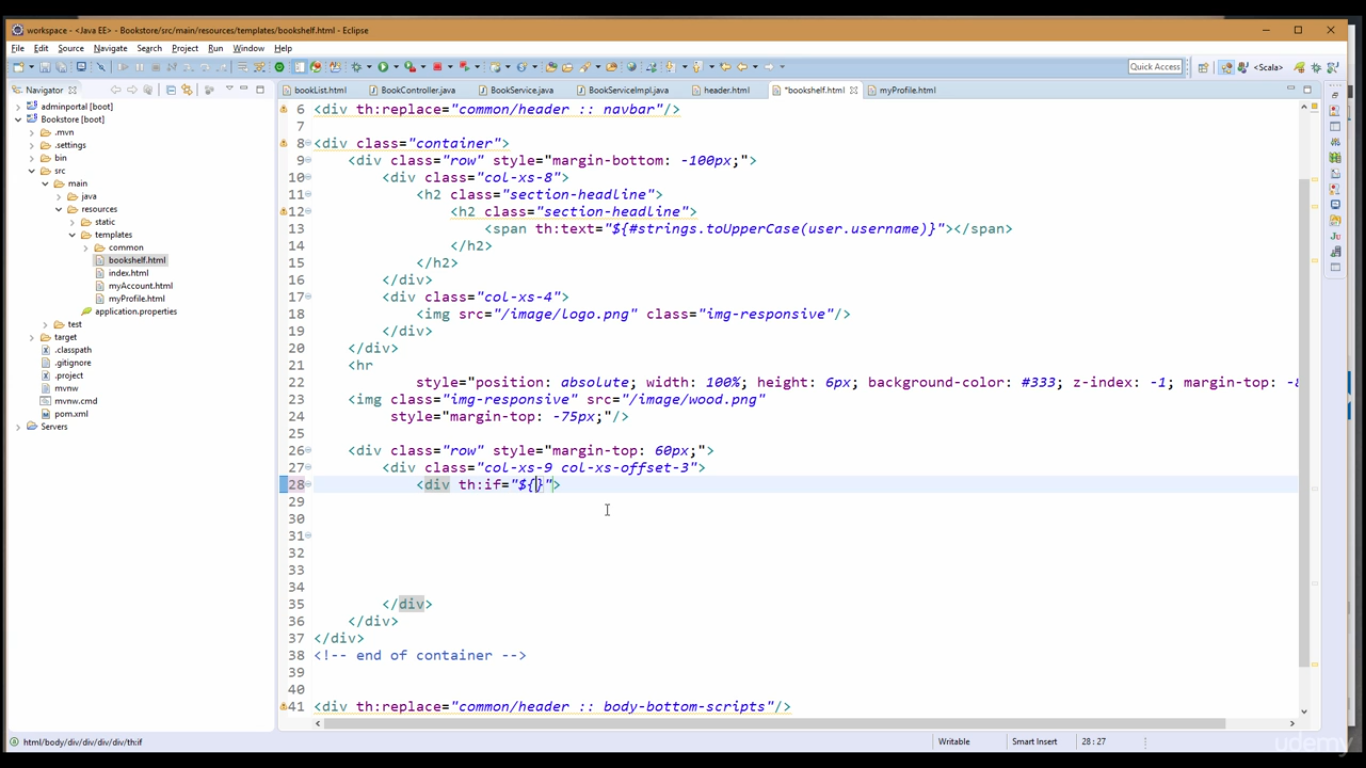 workspace - <Java EE> - Bookstore/src/main/resources/templates/bookshelf.html - Eclipse
File Edit Source Navigate Search Project Run Window Help
Quick Access
<Scala>
Navigator
adminportal [boot]
Bookstore [boot]
.mvn
.settings
bin
src
main
java
resources
static
templates
common
bookshelf.html
index.html
myAccount.html
myProfile.html
application.properties
test
target
.classpath
.gitignore
.project
mvnw
mvnw.cmd
pom.xml
Servers
bookList.html BookController.java BookService.java BookServiceImpl.java header.html *bookshelf.html myProfile.html
6 <div th:replace="common/header :: navbar"/>
7
8 <div class="container">
9 <div class="row" style="margin-bottom: -100px;">
10 <div class="col-xs-8">
11 <h2 class="section-headline">
12 <h2 class="section-headline">
13 <span th:text="${#strings.toUpperCase(user.username)}"></span>
14 </h2>
15 </h2>
16 </div>
17 <div class="col-xs-4">
18 <img src="/image/logo.png" class="img-responsive"/>
19 </div>
20 </div>
21 <hr
22 style="position: absolute; width: 100%; height: 6px; background-color: #333; z-index: -1; margin-top: -
23 <img class="img-responsive" src="/image/wood.png"
24 style="margin-top: -75px;"/>
25
26 <div class="row" style="margin-top: 60px;">
27 <div class="col-xs-9 col-xs-offset-3">
28 <div th:if="${}">
29
30
31
32
33
34
35 </div>
36 </div>
37 </div>
38 <!-- end of container -->
39
40
41 <div th:replace="common/header :: body-bottom-scripts"/>
html/body/div/div/div/div/th:if
Writable Smart Insert 28 : 27
udemy